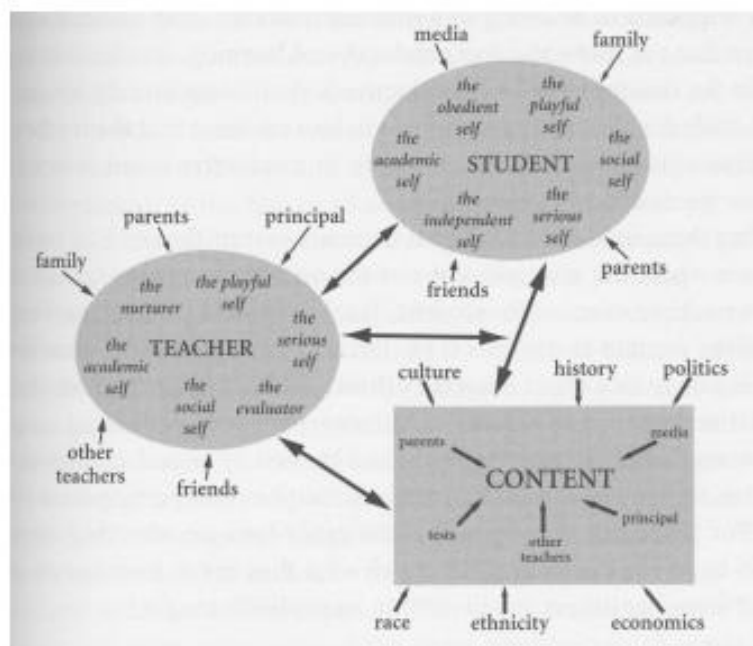 media
family
the
obedient
self
the
playful
self
the
academic
self
STUDENT
the
social
self
the
independent
self
the
serious
self
friends
parents
parents
principal
family
the
nurturer
the playful
self
the
serious
self
the
academic
self
TEACHER
the
social
self
the
evaluator
other
teachers
friends
culture
history
politics
parents
media
CONTENT
tests
other
teachers
principal
race
ethnicity
economics